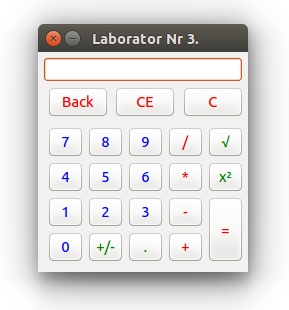 Laborator Nr 3.
Back CE C
7 8 9 / √
4 5 6 * x²
1 2 3 - =
0 +/- . +